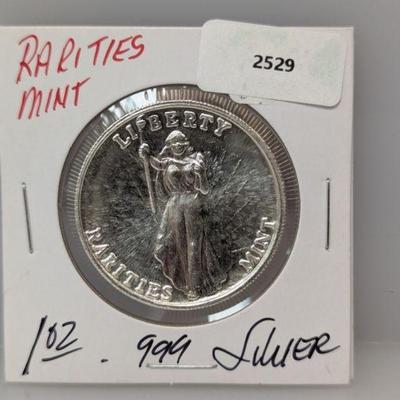 RARITIES
MINT
2529
LIBERTY
RARITIES MINT
1oz . 999 SILVER